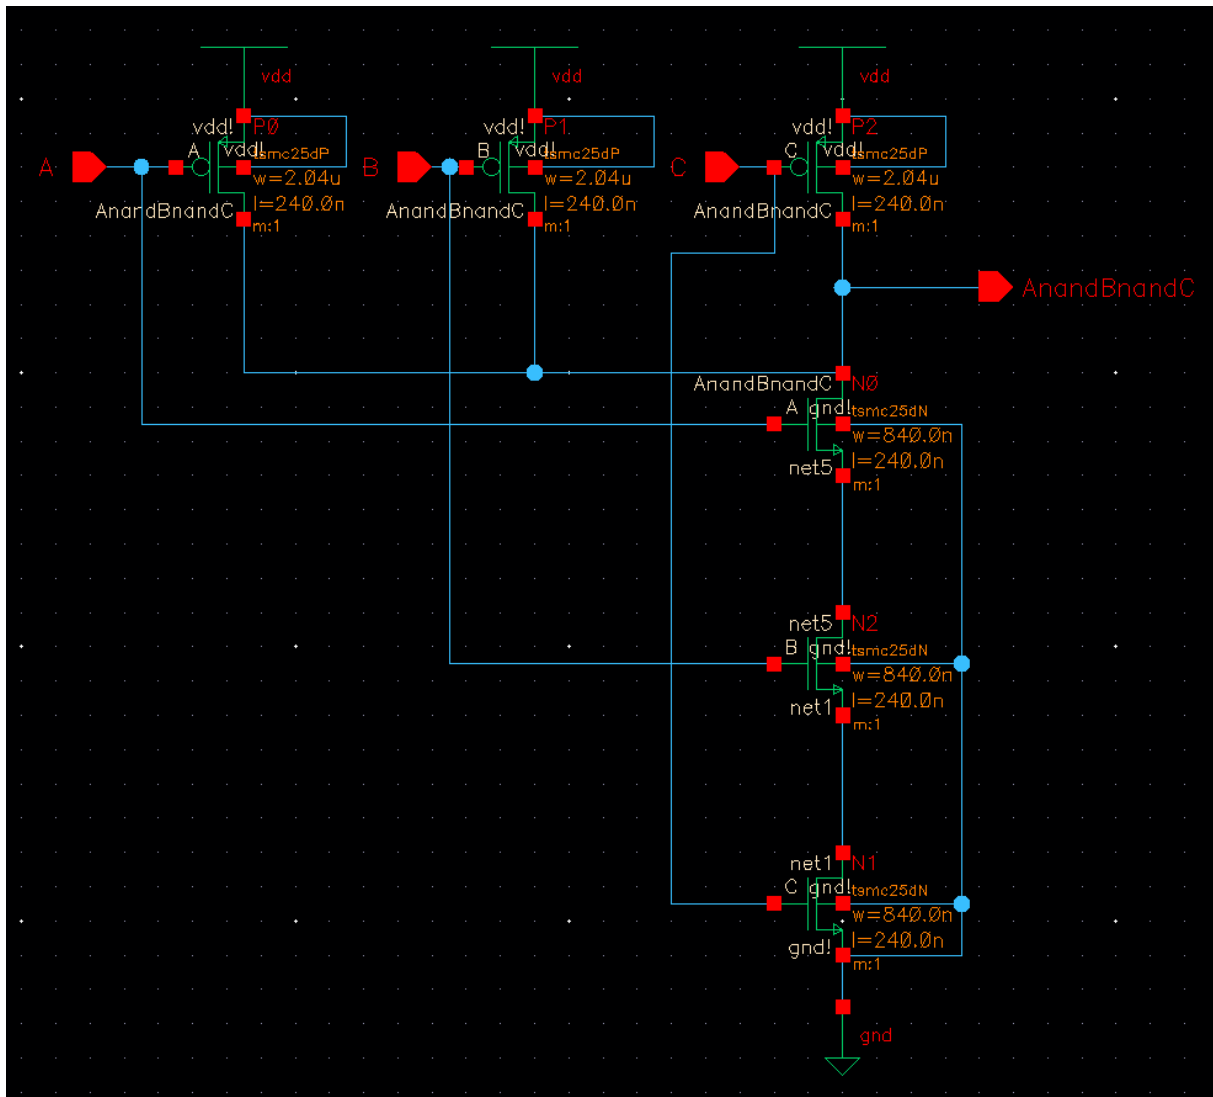 vdd
vdd
vdd
vdd! P0
vdd! P1
vdd! P2
A
A
vdd!
tsmc25dP
B
B
vdd!
tsmc25dP
C
C
vdd!
tsmc25dP
w=2.04u
w=2.04u
w=2.04u
AnandBnandC
l=240.0n
AnandBnandC
l=240.0n
AnandBnandC
l=240.0n
m:1
m:1
m:1
AnandBnandC
AnandBnandC N0
A gnd! tsmc25dN
w=840.0n
l=240.0n
net5
m:1
net5 N2
B gnd! tsmc25dN
w=840.0n
l=240.0n
net1
m:1
net1 N1
C gnd! tsmc25dN
w=840.0n
l=240.0n
gnd!
m:1
gnd